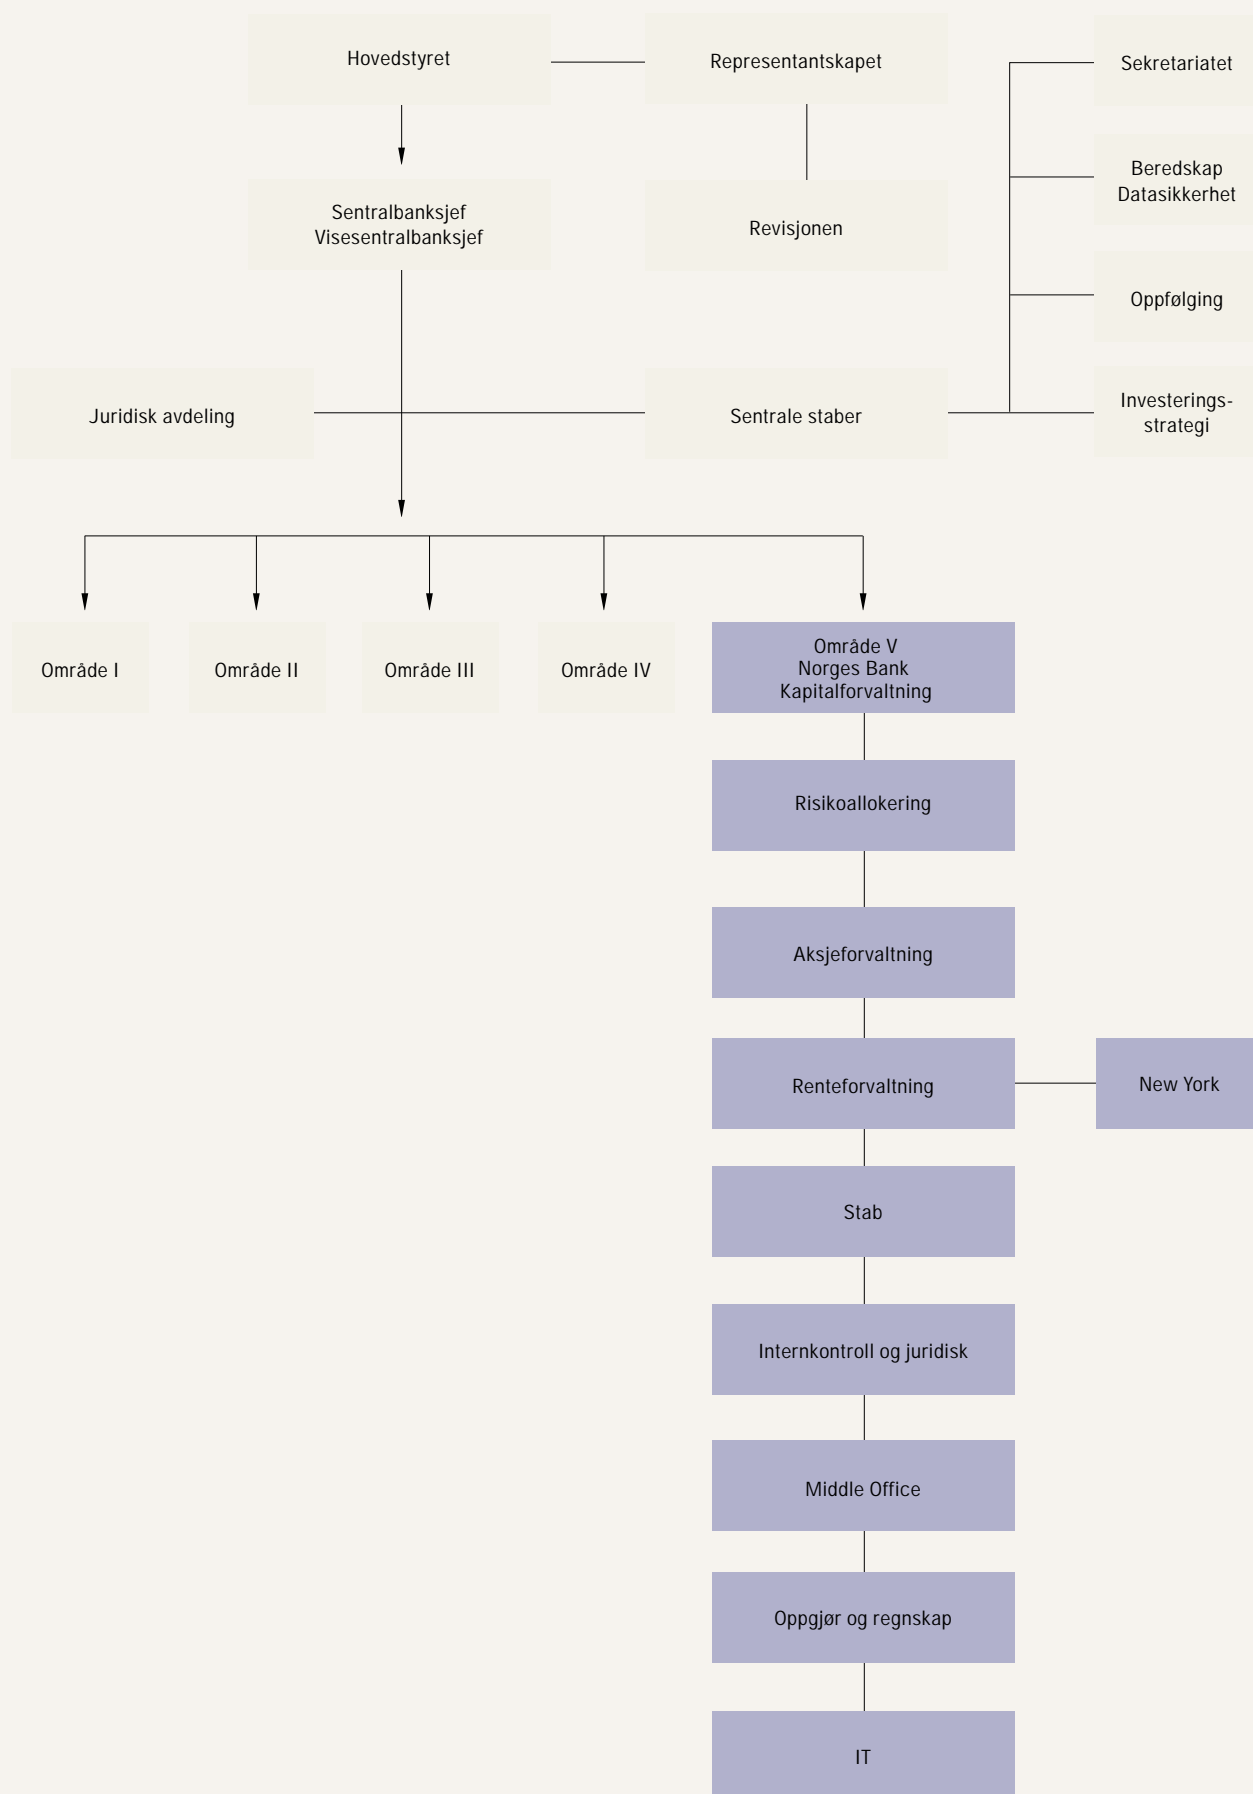 Hovedstyret
Representantskapet
Sekretariatet
Beredskap
Datasikkerhet
Sentralbanksjef
Visesentralbanksjef
Revisjonen
Oppfølging
Juridisk avdeling
Sentrale staber
Investerings-
strategi
Område I
Område II
Område III
Område IV
Område V
Norges Bank
Kapitalforvaltning
Risikoallokering
Aksjeforvaltning
Renteforvaltning
New York
Stab
Internkontroll og juridisk
Middle Office
Oppgjør og regnskap
IT